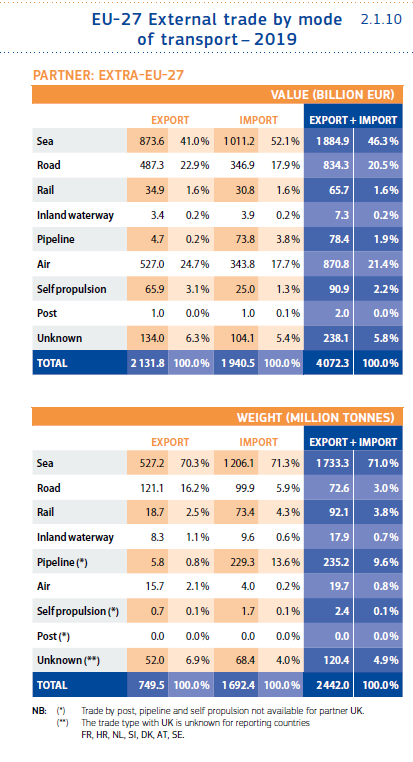 EU-27 External trade by mode 2.1.10
of transport – 2019
PARTNER: EXTRA-EU-27
VALUE (BILLION EUR)
EXPORT IMPORT EXPORT + IMPORT
Sea 873.6 41.0% 1 011.2 52.1% 1 884.9 46.3%
Road 487.3 22.9% 346.9 17.9% 834.3 20.5%
Rail 34.9 1.6% 30.8 1.6% 65.7 1.6%
Inland waterway 3.4 0.2% 3.9 0.2% 7.3 0.2%
Pipeline 4.7 0.2% 73.8 3.8% 78.4 1.9%
Air 527.0 24.7% 343.8 17.7% 870.8 21.4%
Self propulsion 65.9 3.1% 25.0 1.3% 90.9 2.2%
Post 1.0 0.0% 1.0 0.1% 2.0 0.0%
Unknown 134.0 6.3% 104.1 5.4% 238.1 5.8%
TOTAL 2 131.8 100.0% 1 940.5 100.0% 4 072.3 100.0%
WEIGHT (MILLION TONNES)
EXPORT IMPORT EXPORT + IMPORT
Sea 527.2 70.3% 1 206.1 71.3% 1 733.3 71.0%
Road 121.1 16.2% 99.9 5.9% 72.6 3.0%
Rail 18.7 2.5% 73.4 4.3% 92.1 3.8%
Inland waterway 8.3 1.1% 9.6 0.6% 17.9 0.7%
Pipeline (*) 5.8 0.8% 229.3 13.6% 235.2 9.6%
Air 15.7 2.1% 4.0 0.2% 19.7 0.8%
Self propulsion (*) 0.7 0.1% 1.7 0.1% 2.4 0.1%
Post (*) 0.0 0.0% 0.0 0.0% 0.0 0.0%
Unknown (**) 52.0 6.9% 68.4 4.0% 120.4 4.9%
TOTAL 749.5 100.0% 1 692.4 100.0% 2 442.0 100.0%
NB: (*) Trade by post, pipeline and self propulsion not available for partner UK.
(**) The trade type with UK is unknown for reporting countries
FR, HR, NL, SI, DK, AT, SE.